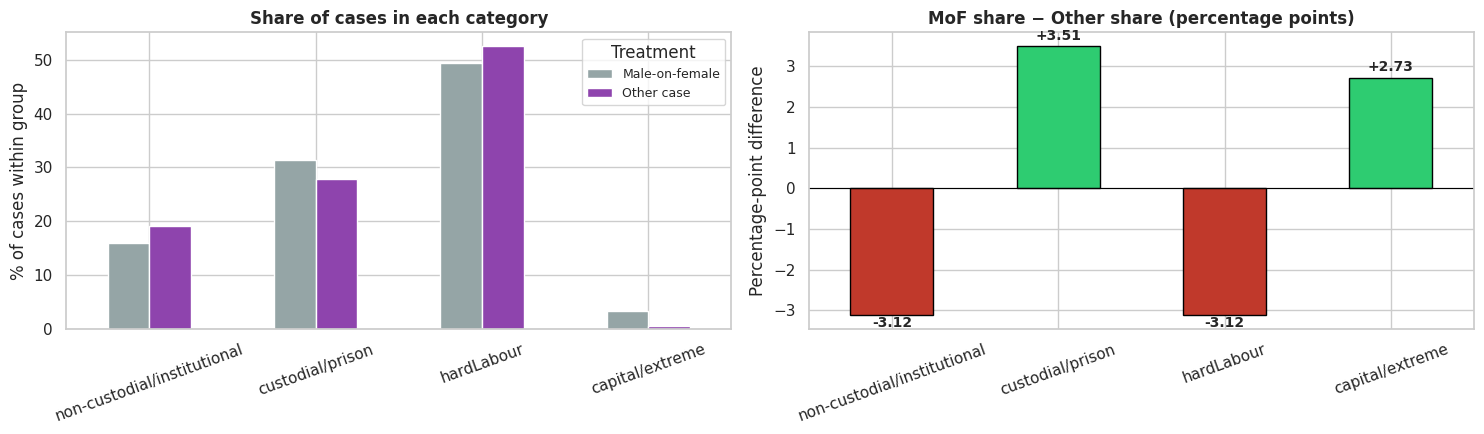 Share of cases in each category
% of cases within group
50
40
30
20
10
0
Treatment
Male-on-female
Other case
non-custodial/institutional
custodial/prison
hardLabour
capital/extreme
MoF share − Other share (percentage points)
Percentage-point difference
3
2
1
0
−1
−2
−3
-3.12
+3.51
-3.12
+2.73
non-custodial/institutional
custodial/prison
hardLabour
capital/extreme